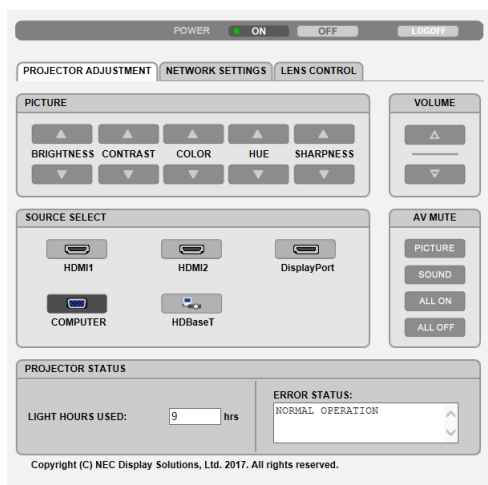 POWER ON OFF LOGOFF
PROJECTOR ADJUSTMENT NETWORK SETTINGS LENS CONTROL
PICTURE
BRIGHTNESS CONTRAST COLOR HUE SHARPNESS
VOLUME
SOURCE SELECT
HDMI1 HDMI2 DisplayPort
COMPUTER HDBaseT
AV MUTE
PICTURE
SOUND
ALL ON
ALL OFF
PROJECTOR STATUS
LIGHT HOURS USED: 9 hrs
ERROR STATUS:
NORMAL OPERATION
Copyright (C) NEC Display Solutions, Ltd. 2017. All rights reserved.